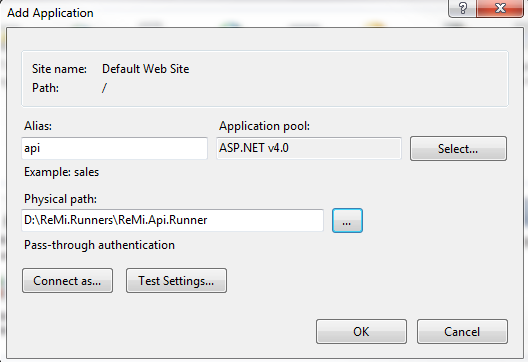 Add Application
?
Site name: Default Web Site
Path: /
Alias: Application pool:
api ASP.NET v4.0 Select...
Example: sales
Physical path:
D:\ReMi.Runners\ReMi.Api.Runner ...
Pass-through authentication
Connect as... Test Settings...
OK Cancel